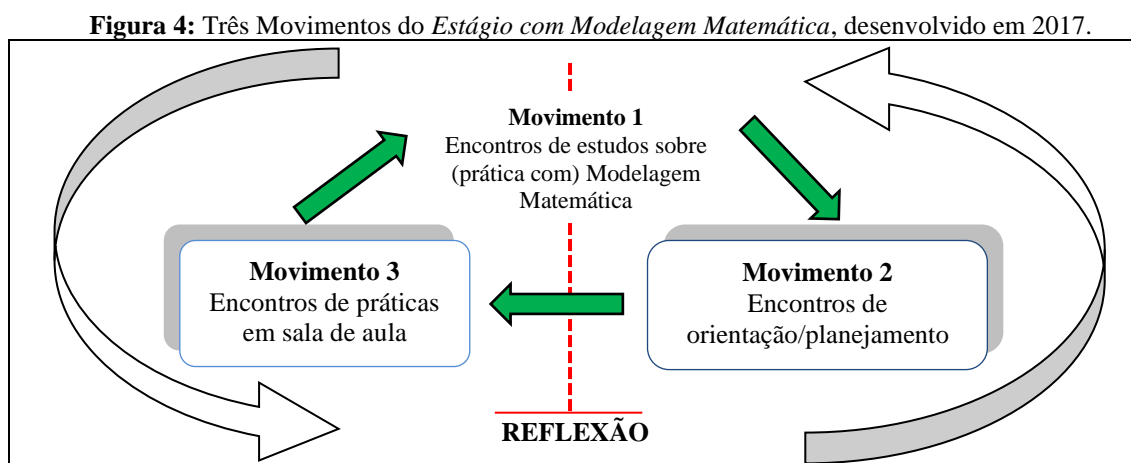 Figura 4: Três Movimentos do Estágio com Modelagem Matemática, desenvolvido em 2017.
Movimento 1
Encontros de estudos sobre
(prática com) Modelagem
Matemática
Movimento 3
Encontros de práticas
em sala de aula
Movimento 2
Encontros de
orientação/planejamento
REFLEXÃO